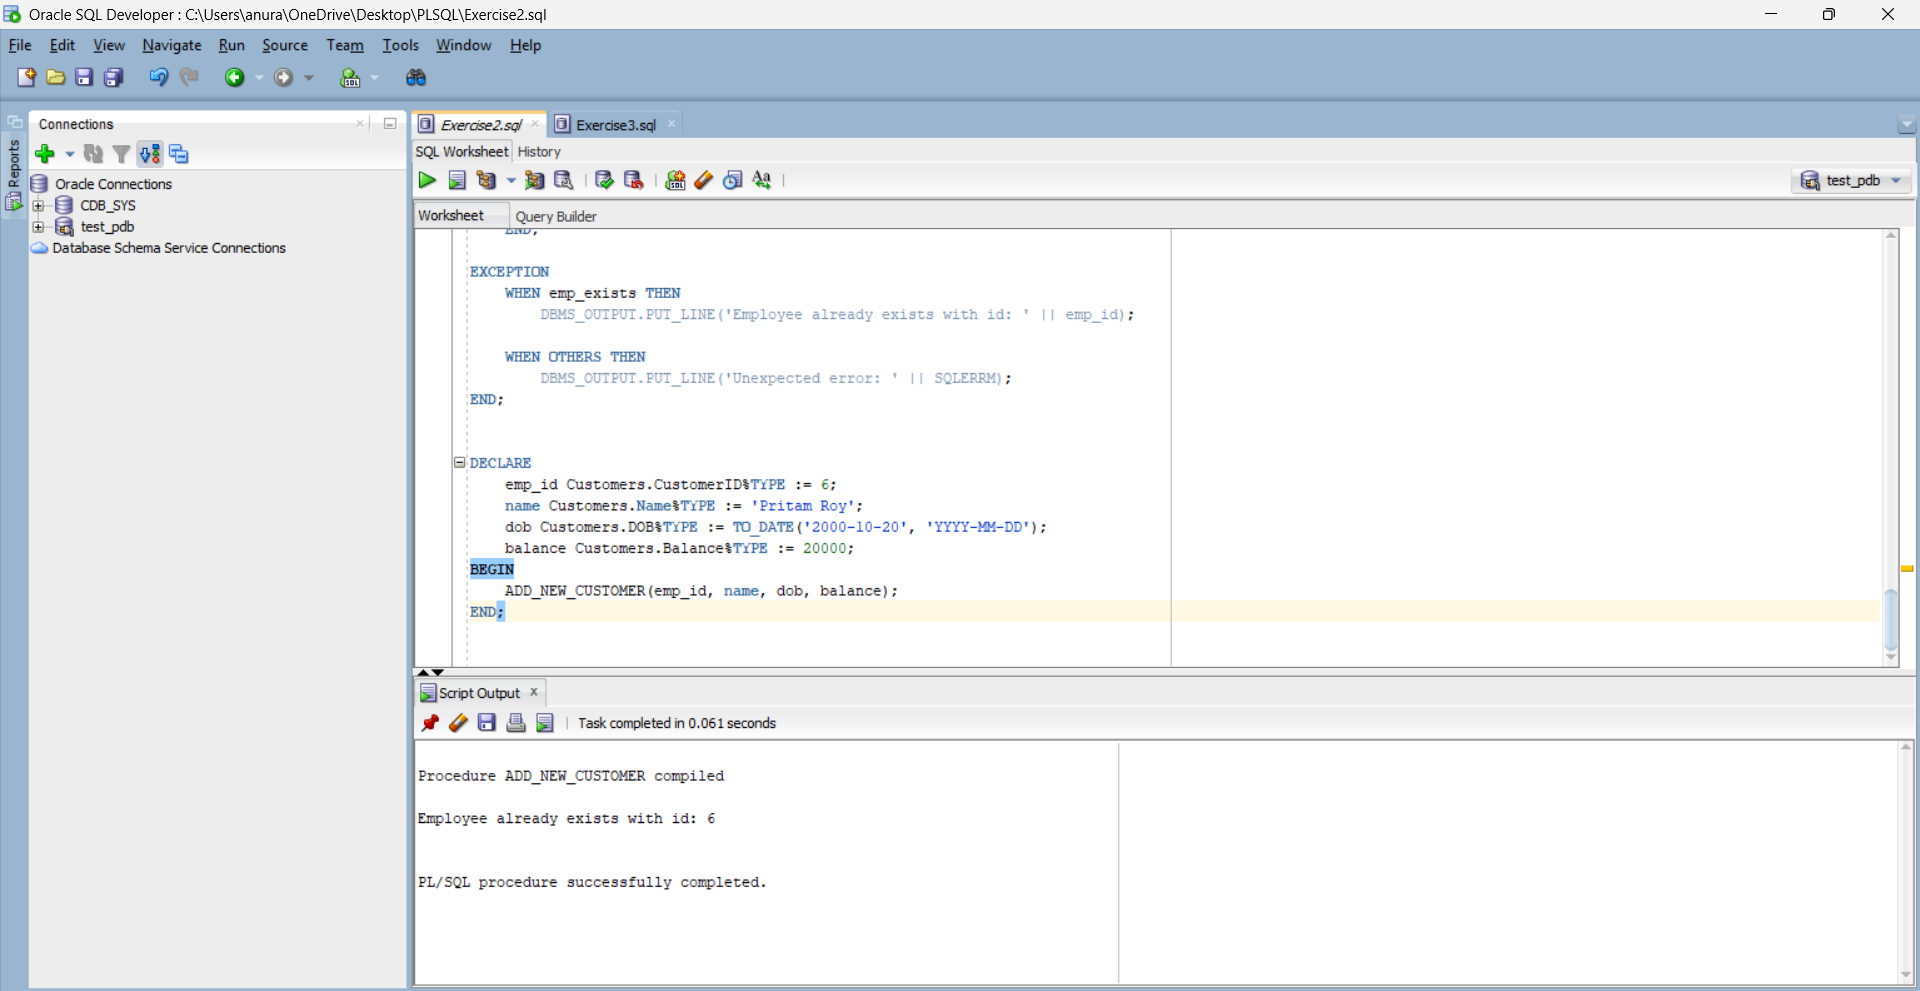 Oracle SQL Developer : C:\Users\anura\OneDrive\Desktop\PLSQL\Exercise2.sql
File Edit View Navigate Run Source Team Tools Window Help
Reports
Connections
Oracle Connections
CDB_SYS
test_pdb
Database Schema Service Connections
Exercise2.sql
Exercise3.sql
SQL Worksheet History
test_pdb
Worksheet Query Builder
END;
EXCEPTION
WHEN emp_exists THEN
DBMS_OUTPUT.PUT_LINE('Employee already exists with id: ' || emp_id);
WHEN OTHERS THEN
DBMS_OUTPUT.PUT_LINE('Unexpected error: ' || SQLERRM);
END;
DECLARE
emp_id Customers.CustomerID%TYPE := 6;
name Customers.Name%TYPE := 'Pritam Roy';
dob Customers.DOB%TYPE := TO_DATE('2000-10-20', 'YYYY-MM-DD');
balance Customers.Balance%TYPE := 20000;
BEGIN
ADD_NEW_CUSTOMER(emp_id, name, dob, balance);
END;
Script Output
Task completed in 0.061 seconds
Procedure ADD_NEW_CUSTOMER compiled
Employee already exists with id: 6
PL/SQL procedure successfully completed.